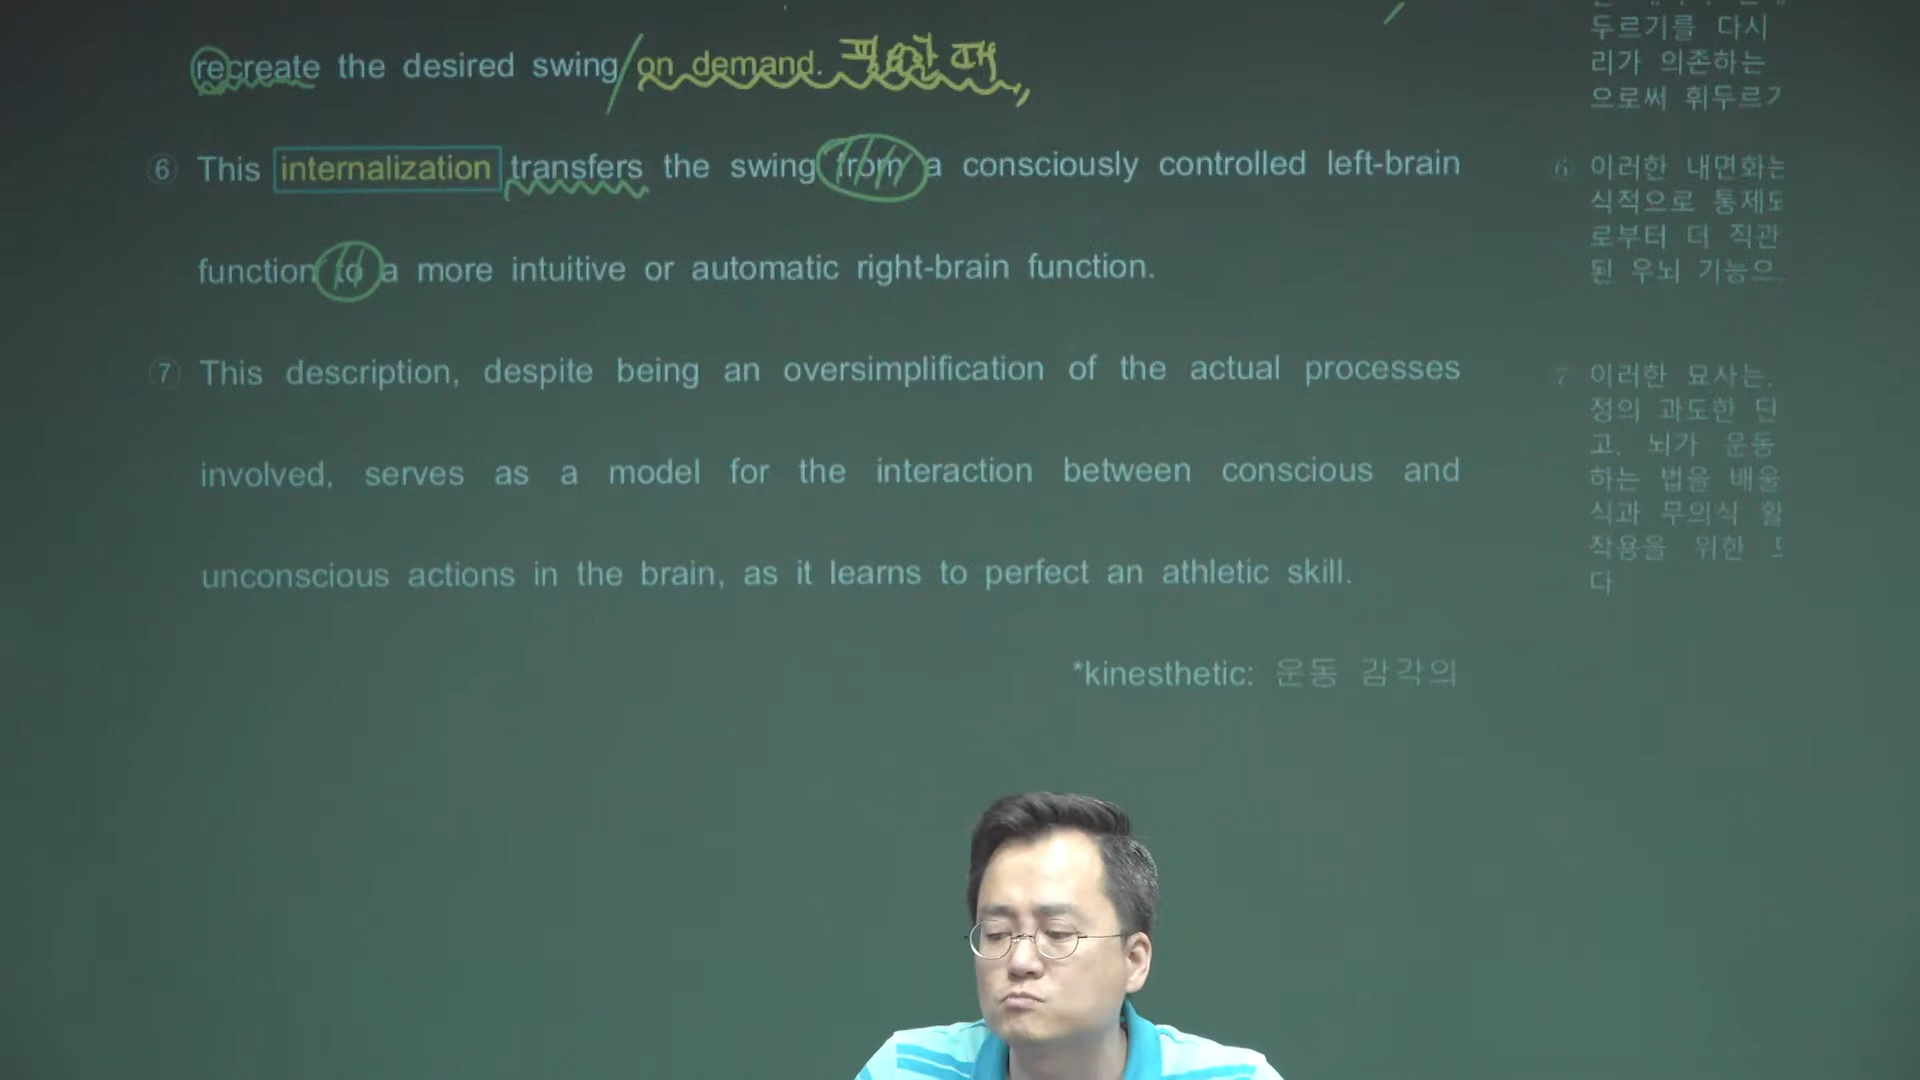 recreate the desired swing on demand. 필요한 때,
⑥ This internalization transfers the swing from a consciously controlled left-brain
function to a more intuitive or automatic right-brain function.
⑦ This description, despite being an oversimplification of the actual processes
involved, serves as a model for the interaction between conscious and
unconscious actions in the brain, as it learns to perfect an athletic skill.
*kinesthetic: 운동 감각의
두르기를 다시
리가 의존하는
으로써 휘두르기
6 이러한 내면화는
식적으로 통제도
로부터 더 직관
된 우뇌 기능으
7 이러한 묘사는,
정의 과도한 단
고, 뇌가 운동
하는 법을 배울
식과 무의식 활
작용을 위한
다